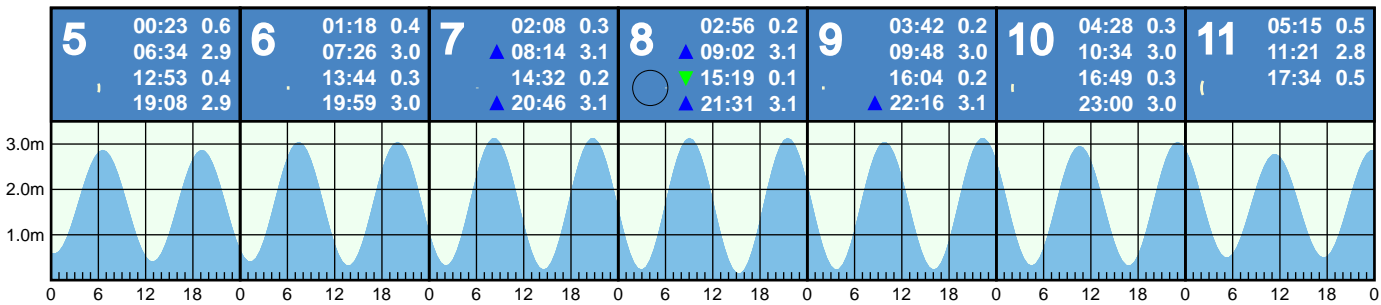 5
00:23 0.6
06:34 2.9
12:53 0.4
19:08 2.9
6
01:18 0.4
07:26 3.0
13:44 0.3
19:59 3.0
7
02:08 0.3
▲ 08:14 3.1
14:32 0.2
▲ 20:46 3.1
8
02:56 0.2
▲ 09:02 3.1
▼ 15:19 0.1
▲ 21:31 3.1
9
03:42 0.2
09:48 3.0
16:04 0.2
▲ 22:16 3.1
10
04:28 0.3
10:34 3.0
16:49 0.3
23:00 3.0
11
05:15 0.5
11:21 2.8
17:34 0.5
3.0m
2.0m
1.0m
0 6 12 18 0 6 12 18 0 6 12 18 0 6 12 18 0 6 12 18 0 6 12 18 0 6 12 18 0